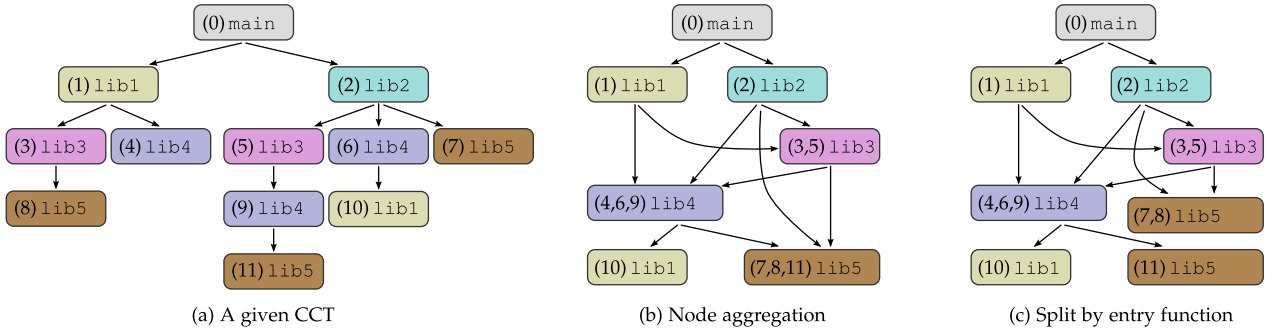 (0) main
(1) lib1
(2) lib2
(3) lib3
(4) lib4
(5) lib3
(6) lib4
(7) lib5
(8) lib5
(9) lib4
(10) lib1
(11) lib5
(a) A given CCT
(0) main
(1) lib1
(2) lib2
(3,5) lib3
(4,6,9) lib4
(10) lib1
(7,8,11) lib5
(b) Node aggregation
(0) main
(1) lib1
(2) lib2
(3,5) lib3
(4,6,9) lib4
(7,8) lib5
(10) lib1
(11) lib5
(c) Split by entry function